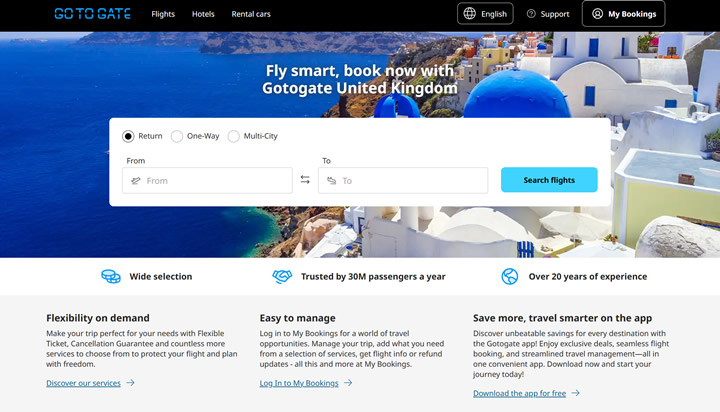 GOTOGATE
Flights
Hotels
Rental cars
English
Support
My Bookings
Fly smart, book now with
Gotogate United Kingdom
Return
One-Way
Multi-City
From
To
From
To
Search flights
Wide selection
Trusted by 30M passengers a year
Over 20 years of experience
Flexibility on demand
Make your trip perfect for your needs with Flexible
Ticket, Cancellation Guarantee and countless more
services to choose from to protect your flight and plan
with freedom.
Discover our services
Easy to manage
Log in to My Bookings for a world of travel
opportunities. Manage your trip, add what you need
from a selection of services, get flight info or refund
updates - all this and more at My Bookings.
Log In to My Bookings
Save more, travel smarter on the app
Discover unbeatable savings for every destination with
the Gotogate app! Enjoy exclusive deals, seamless flight
booking, and streamlined travel management—all in
one convenient app. Download now and start your
journey today!
Download the app for free